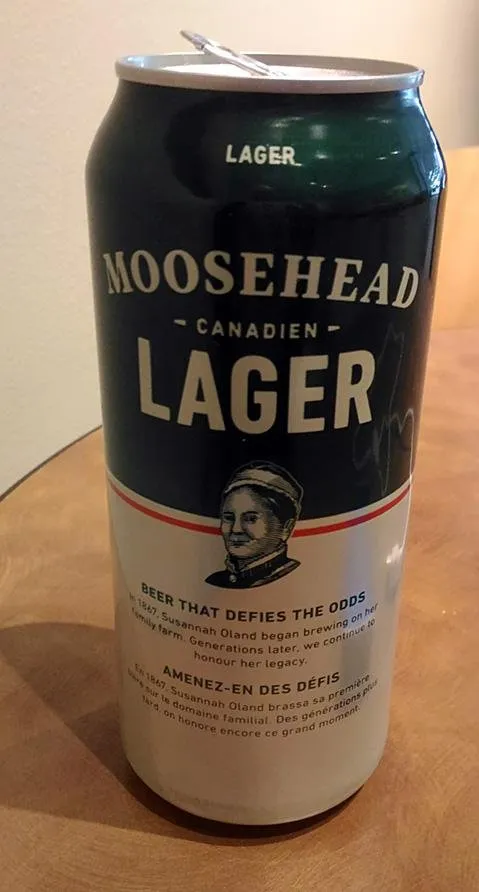 LAGER
MOOSEHEAD
- CANADIEN -
LAGER
BEER THAT DEFIES THE ODDS
In 1867, Susannah Oland began brewing on her
family farm. Generations later, we continue to
honour her legacy.
AMENEZ-EN DES DÉFIS
En 1867, Susannah Oland brassa sa première
bière sur le domaine familial. Des générations plus
tard, on honore encore ce grand moment.